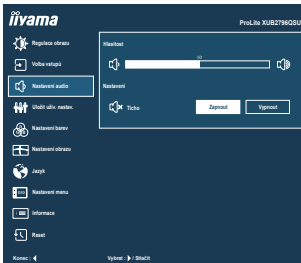 iiyama
ProLite XUB2796QSU
Regulace obrazu
Volba vstupů
Nastavení audio
Uložit uživ. nastav.
Nastavení barev
Nastavení obrazu
Jazyk
Nastavení menu
Informace
Reset
Hlasitost
50
Nastavení
Ticho
Zapnout
Vypnout
Konec :
Vybrat : / Stlačit